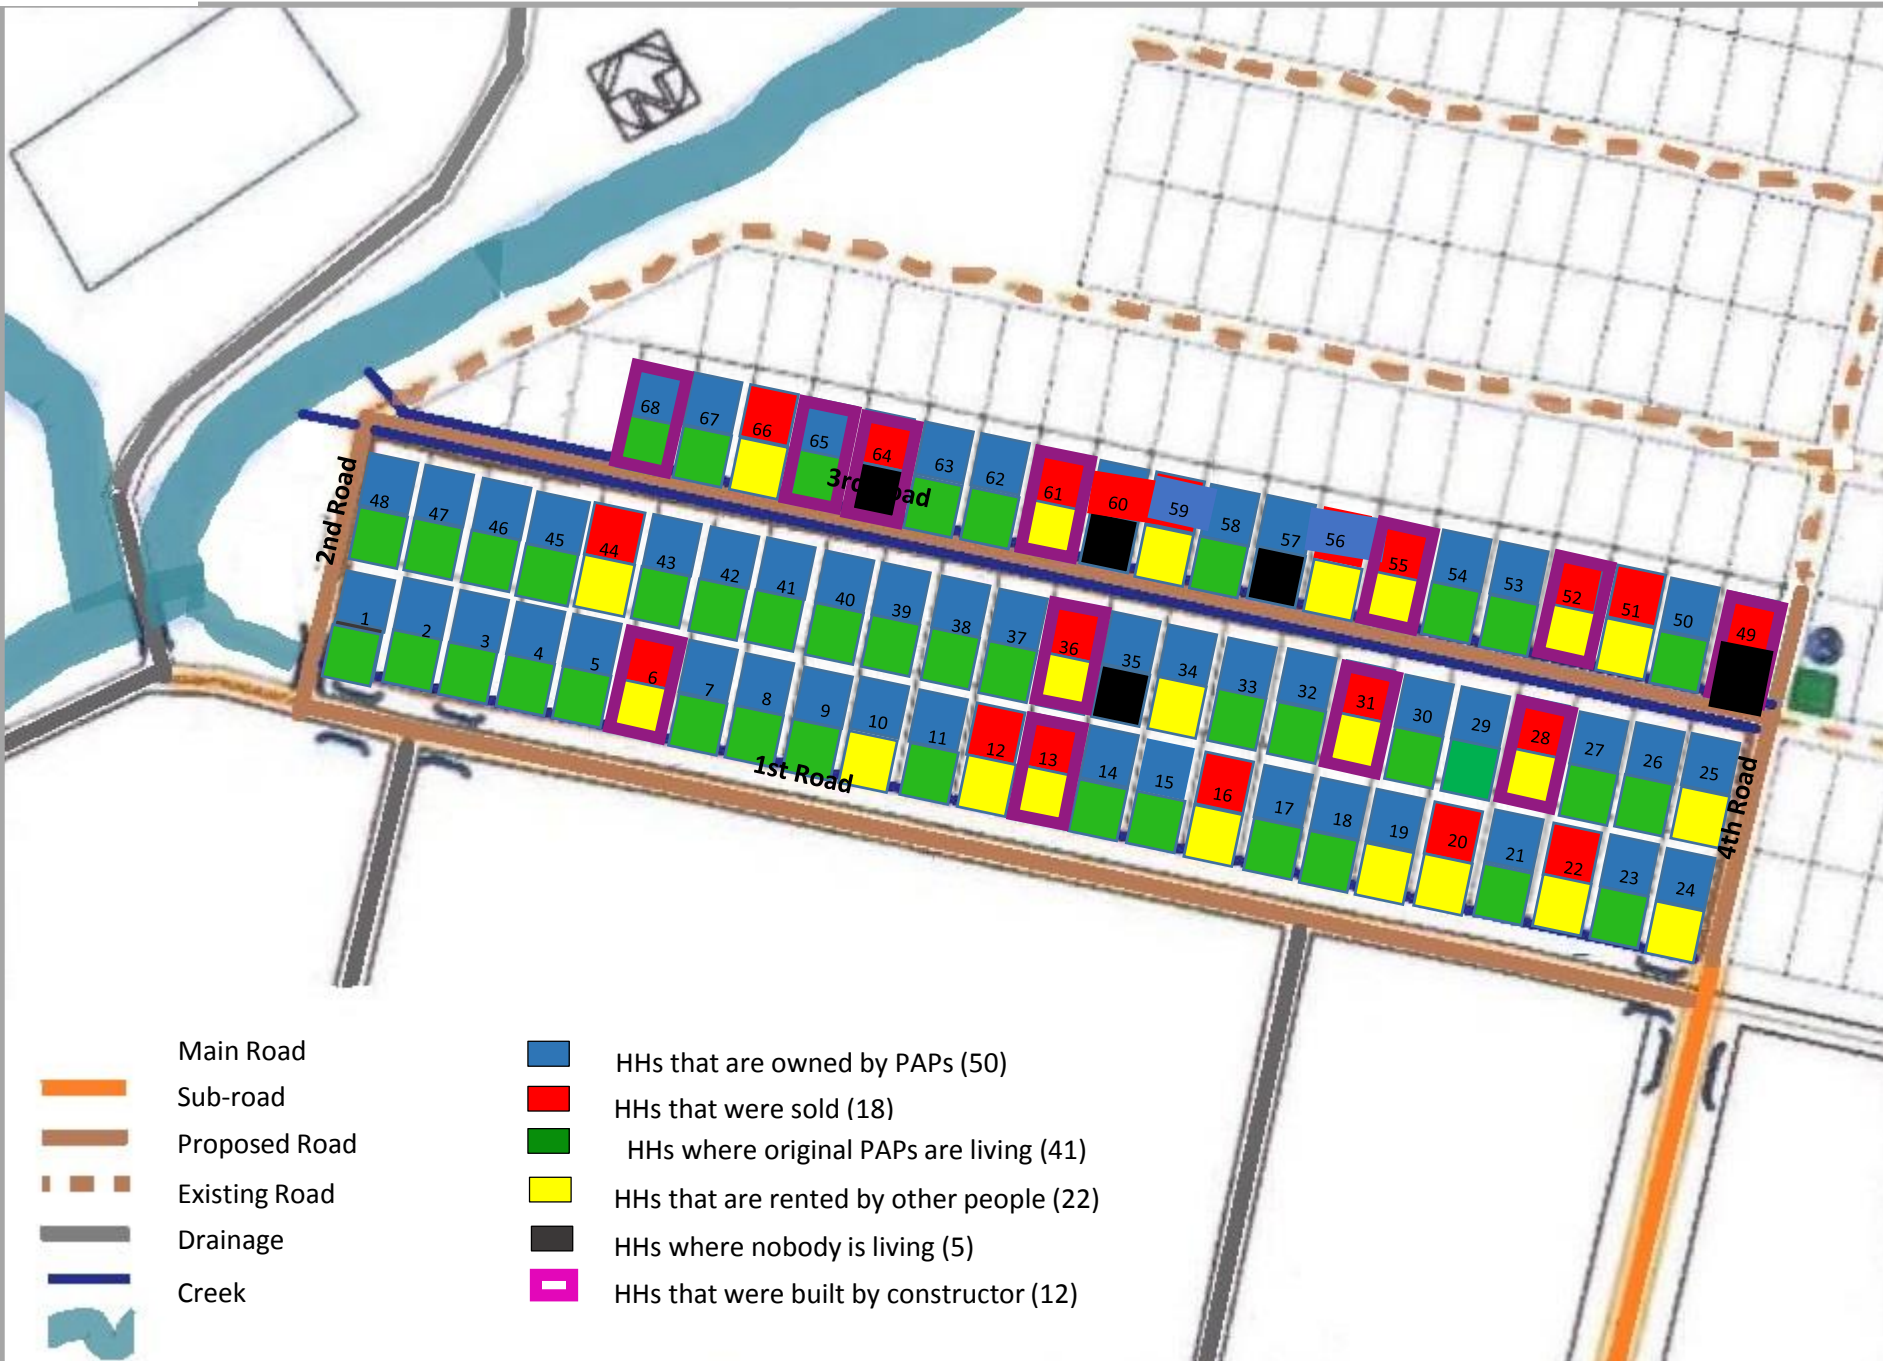 N
68 67 66 65 64 63 62 61 60 59 58 57 56 55 54 53 52 51 50 49
3rd Road
2nd Road
48 47 46 45 44 43 42 41 40 39 38 37 36 35 34 33 32 31 30 29 28 27 26 25
1 2 3 4 5 6 7 8 9 10 11 12 13 14 15 16 17 18 19 20 21 22 23 24
1st Road
4th Road
Main Road
Sub-road
Proposed Road
Existing Road
Drainage
Creek
HHs that are owned by PAPs (50)
HHs that were sold (18)
HHs where original PAPs are living (41)
HHs that are rented by other people (22)
HHs where nobody is living (5)
HHs that were built by constructor (12)